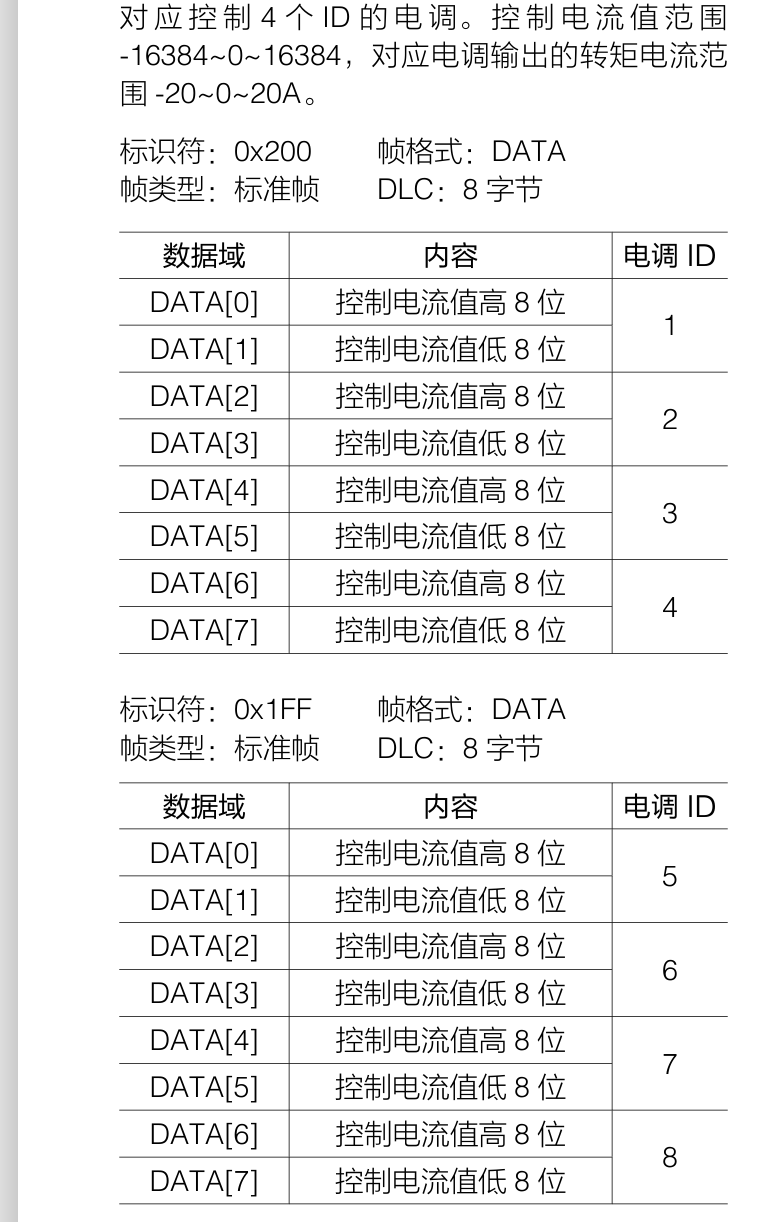 对应控制 4 个 ID 的电调。控制电流值范围
-16384~0~16384，对应电调输出的转矩电流范
围 -20~0~20A。
标识符：0x200 帧格式：DATA
帧类型：标准帧 DLC：8 字节
数据域 内容 电调 ID
DATA[0] 控制电流值高 8 位
1
DATA[1] 控制电流值低 8 位
DATA[2] 控制电流值高 8 位
2
DATA[3] 控制电流值低 8 位
DATA[4] 控制电流值高 8 位
3
DATA[5] 控制电流值低 8 位
DATA[6] 控制电流值高 8 位
4
DATA[7] 控制电流值低 8 位
标识符：0x1FF 帧格式：DATA
帧类型：标准帧 DLC：8 字节
数据域 内容 电调 ID
DATA[0] 控制电流值高 8 位
5
DATA[1] 控制电流值低 8 位
DATA[2] 控制电流值高 8 位
6
DATA[3] 控制电流值低 8 位
DATA[4] 控制电流值高 8 位
7
DATA[5] 控制电流值低 8 位
DATA[6] 控制电流值高 8 位
8
DATA[7] 控制电流值低 8 位